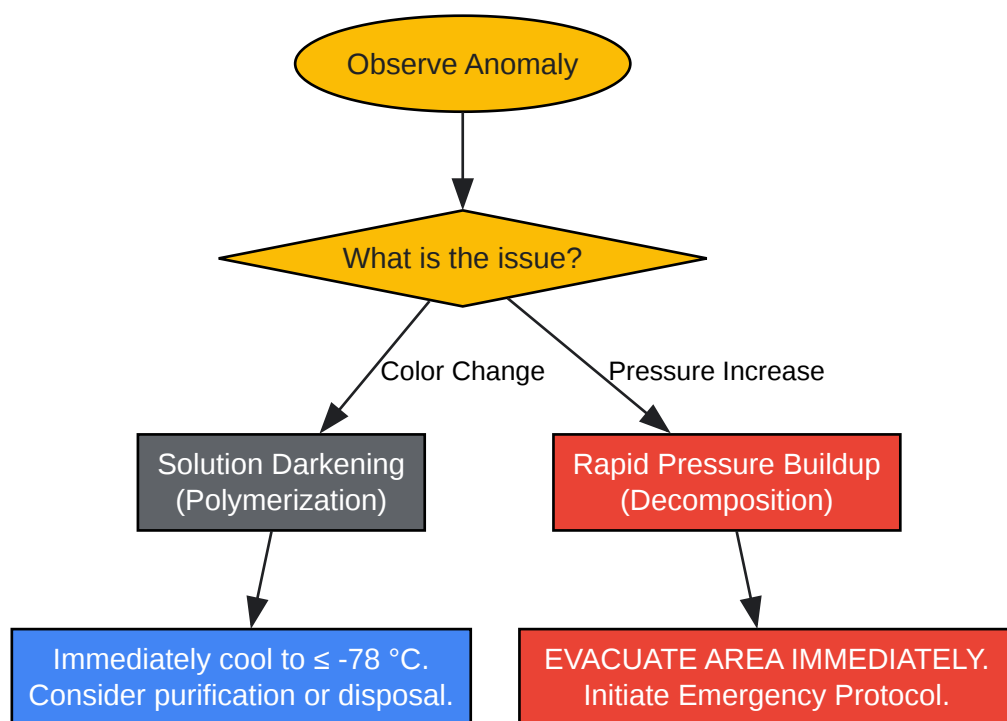 Observe Anomaly
What is the issue?
Color Change
Pressure Increase
Solution Darkening
(Polymerization)
Rapid Pressure Buildup
(Decomposition)
Immediately cool to ≤ -78 °C.
Consider purification or disposal.
EVACUATE AREA IMMEDIATELY.
Initiate Emergency Protocol.